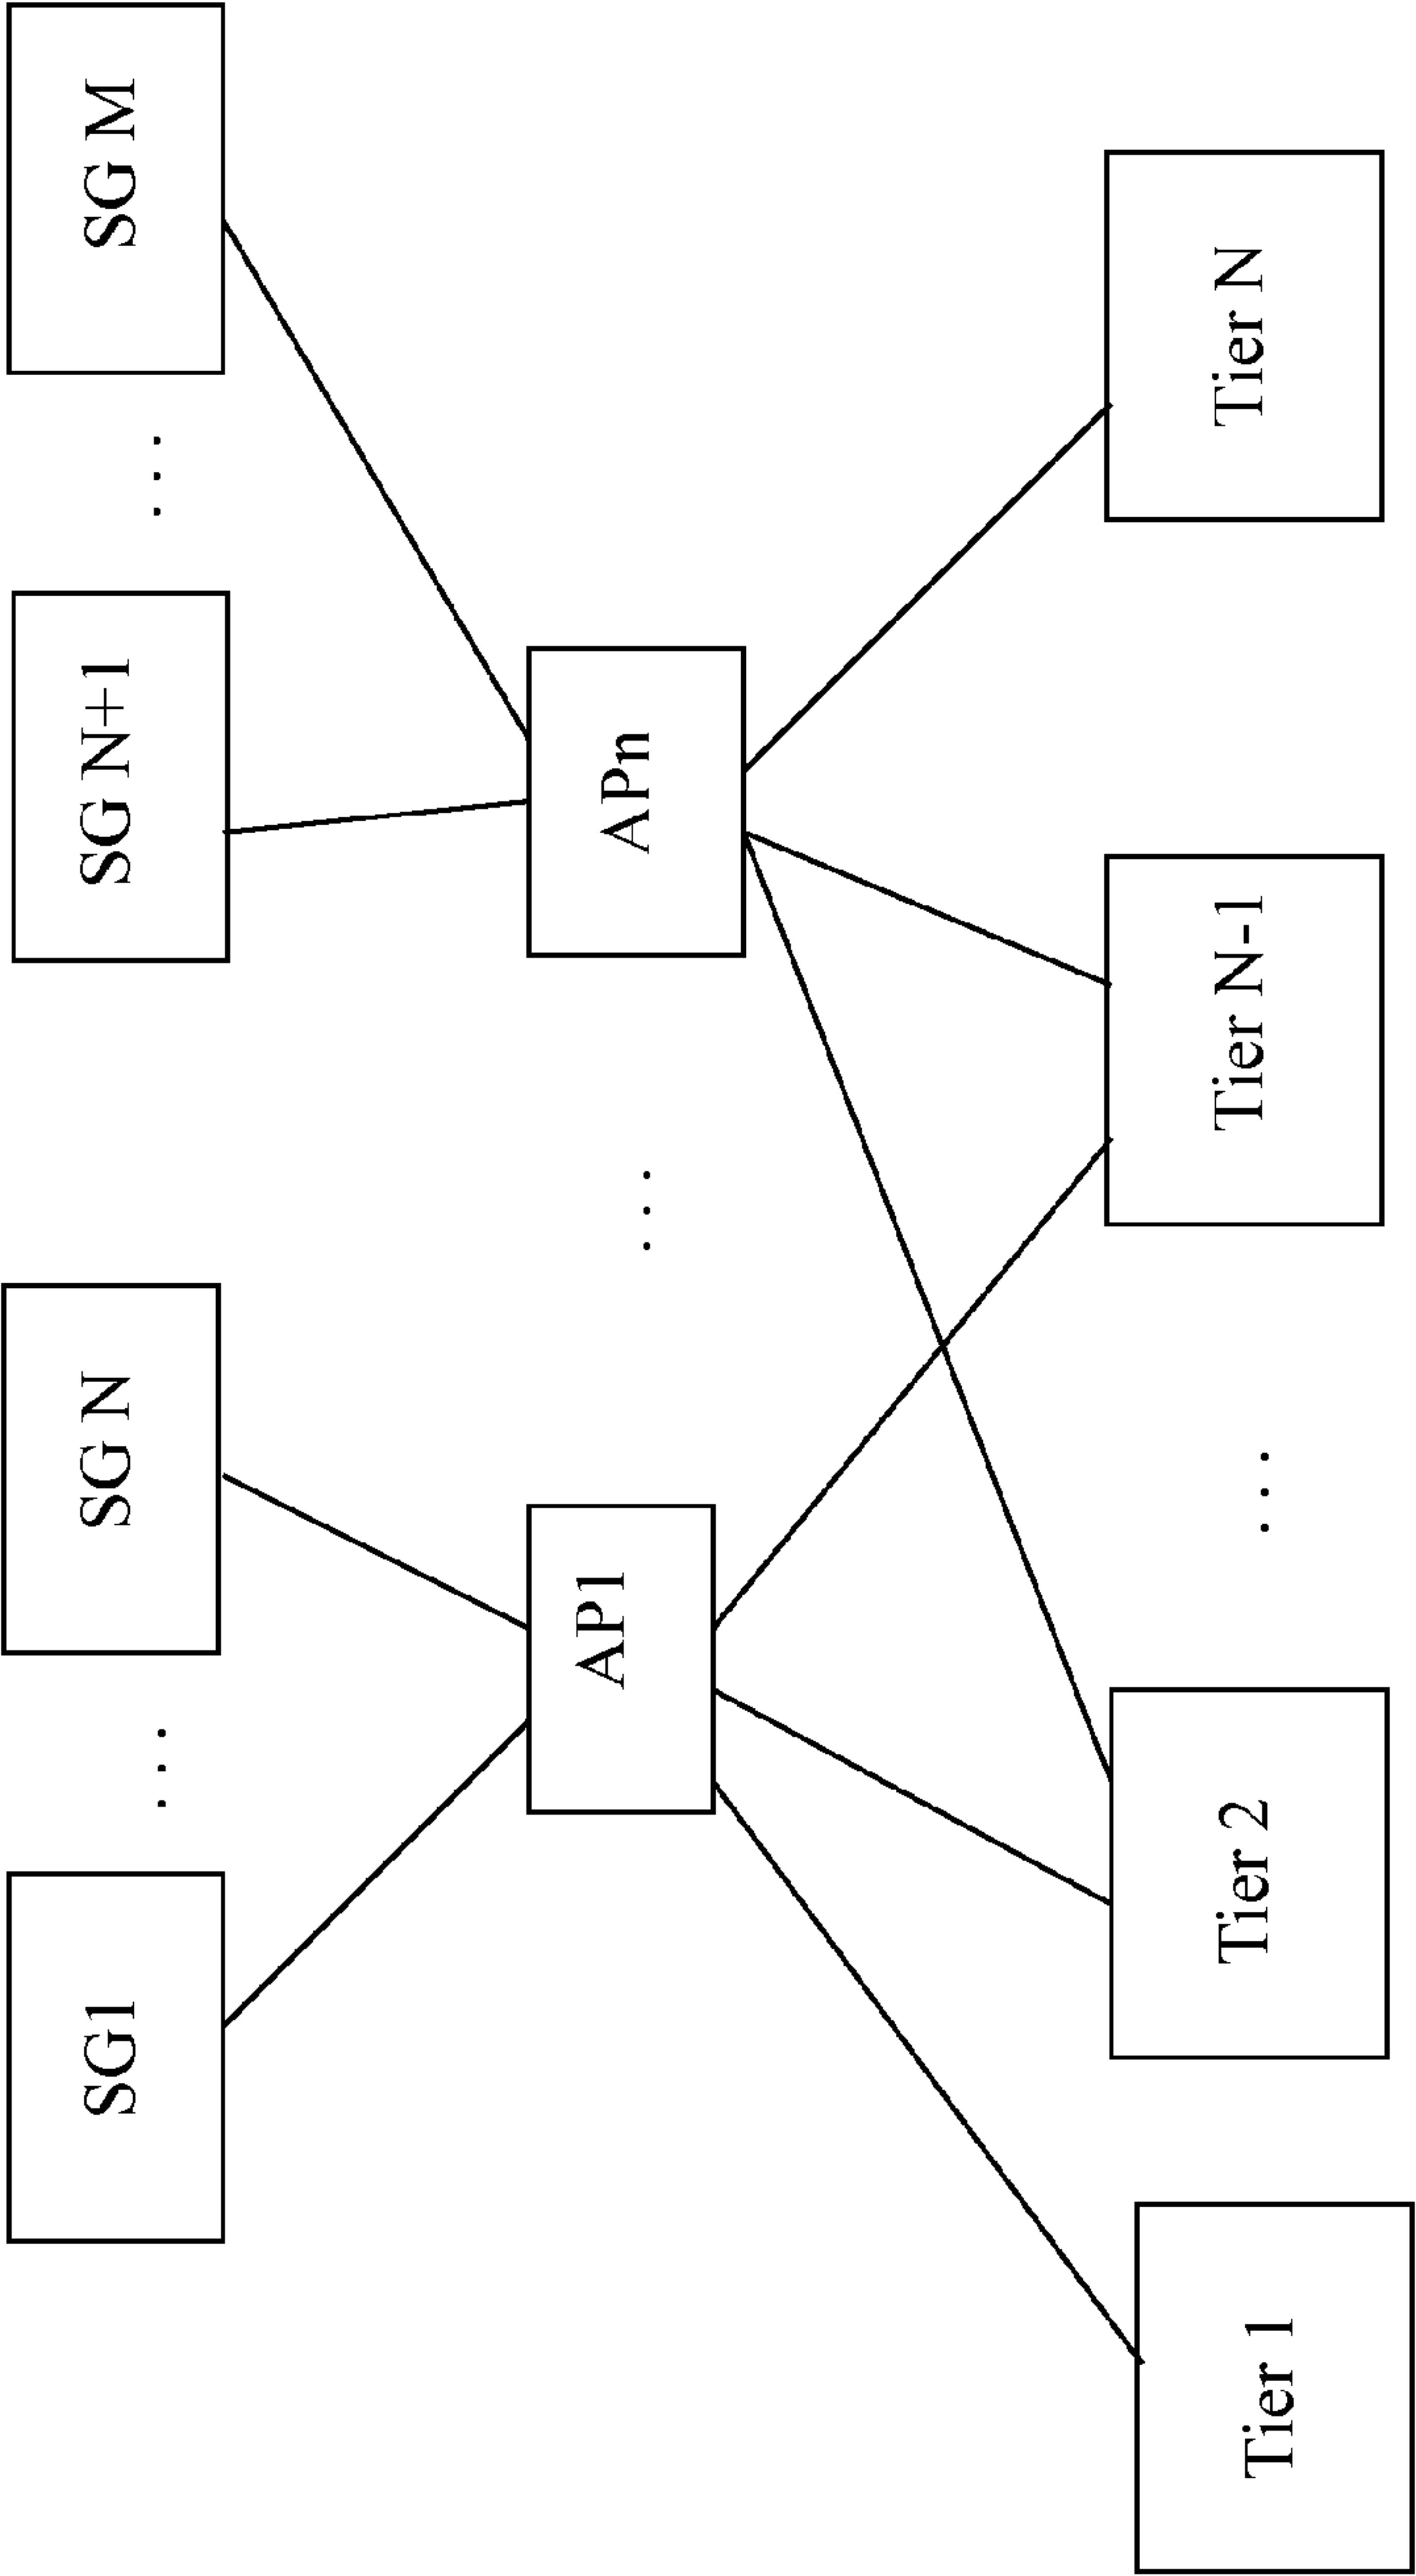 SG1
...
SG N
SG N+1
...
SG M
AP1
...
APn
Tier 1
Tier 2
...
Tier N-1
Tier N